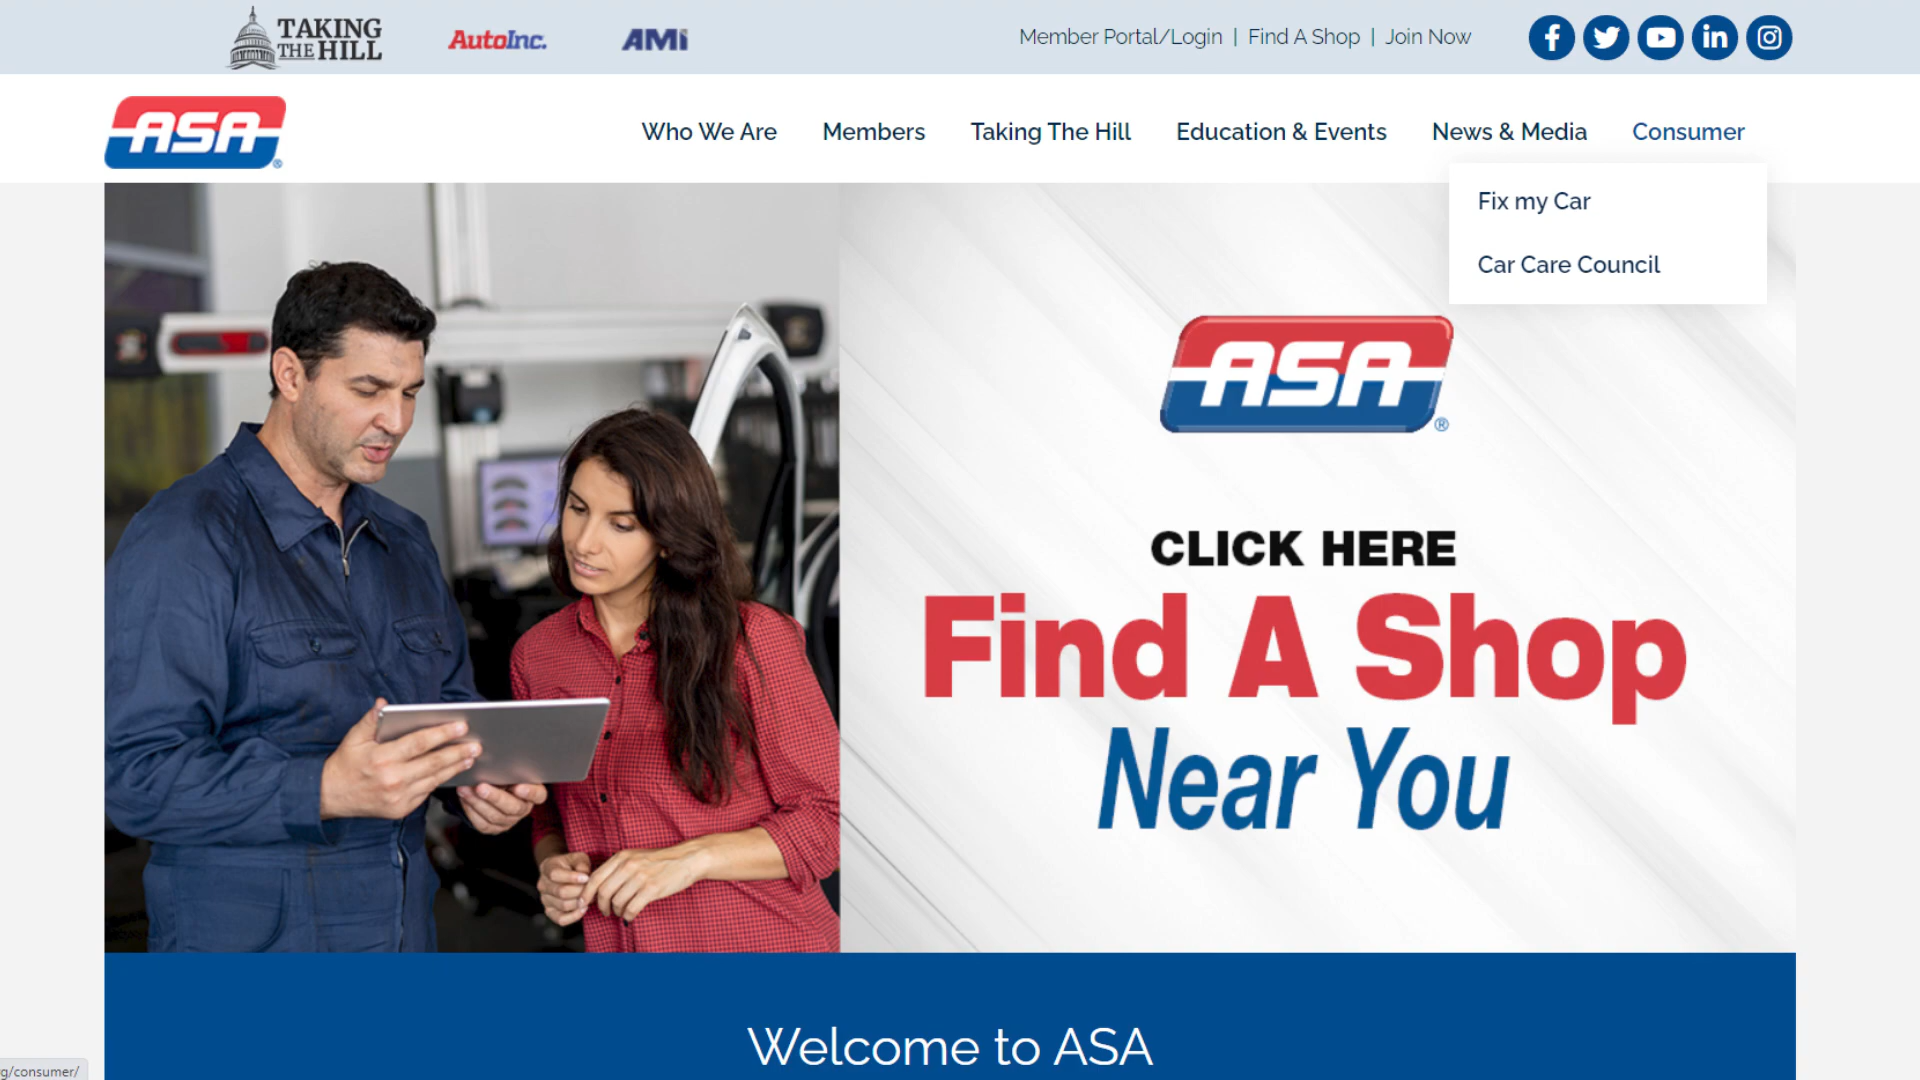 TAKING
THE HILL
AutoInc.
AMi
Member Portal/Login | Find A Shop | Join Now
ASA
Who We Are
Members
Taking The Hill
Education & Events
News & Media
Consumer
Fix my Car
Car Care Council
ASA
CLICK HERE
Find A Shop
Near You
Welcome to ASA
g/consumer/